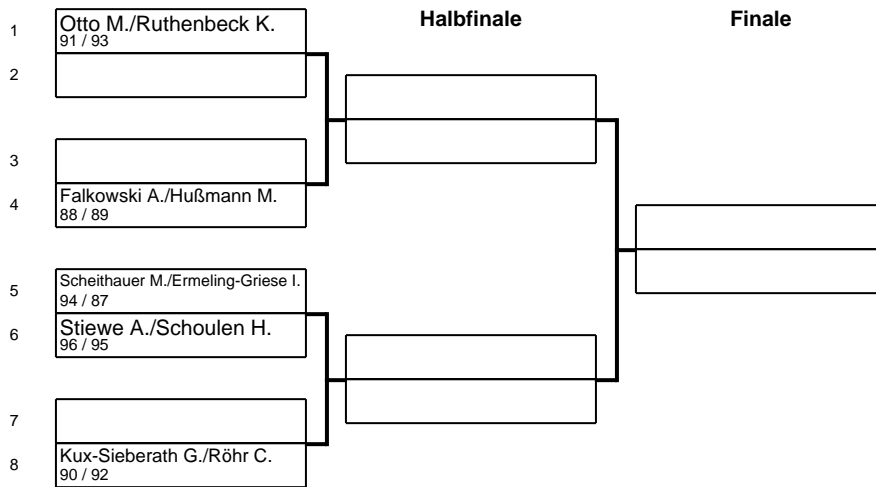 Halbfinale
Finale
1
Otto M./Ruthenbeck K.
91 / 93
2
3
4
Falkowski A./Hußmann M.
88 / 89
5
Scheithauer M./Ermeling-Griese I.
94 / 87
6
Stiewe A./Schoulen H.
96 / 95
7
8
Kux-Sieberath G./Röhr C.
90 / 92